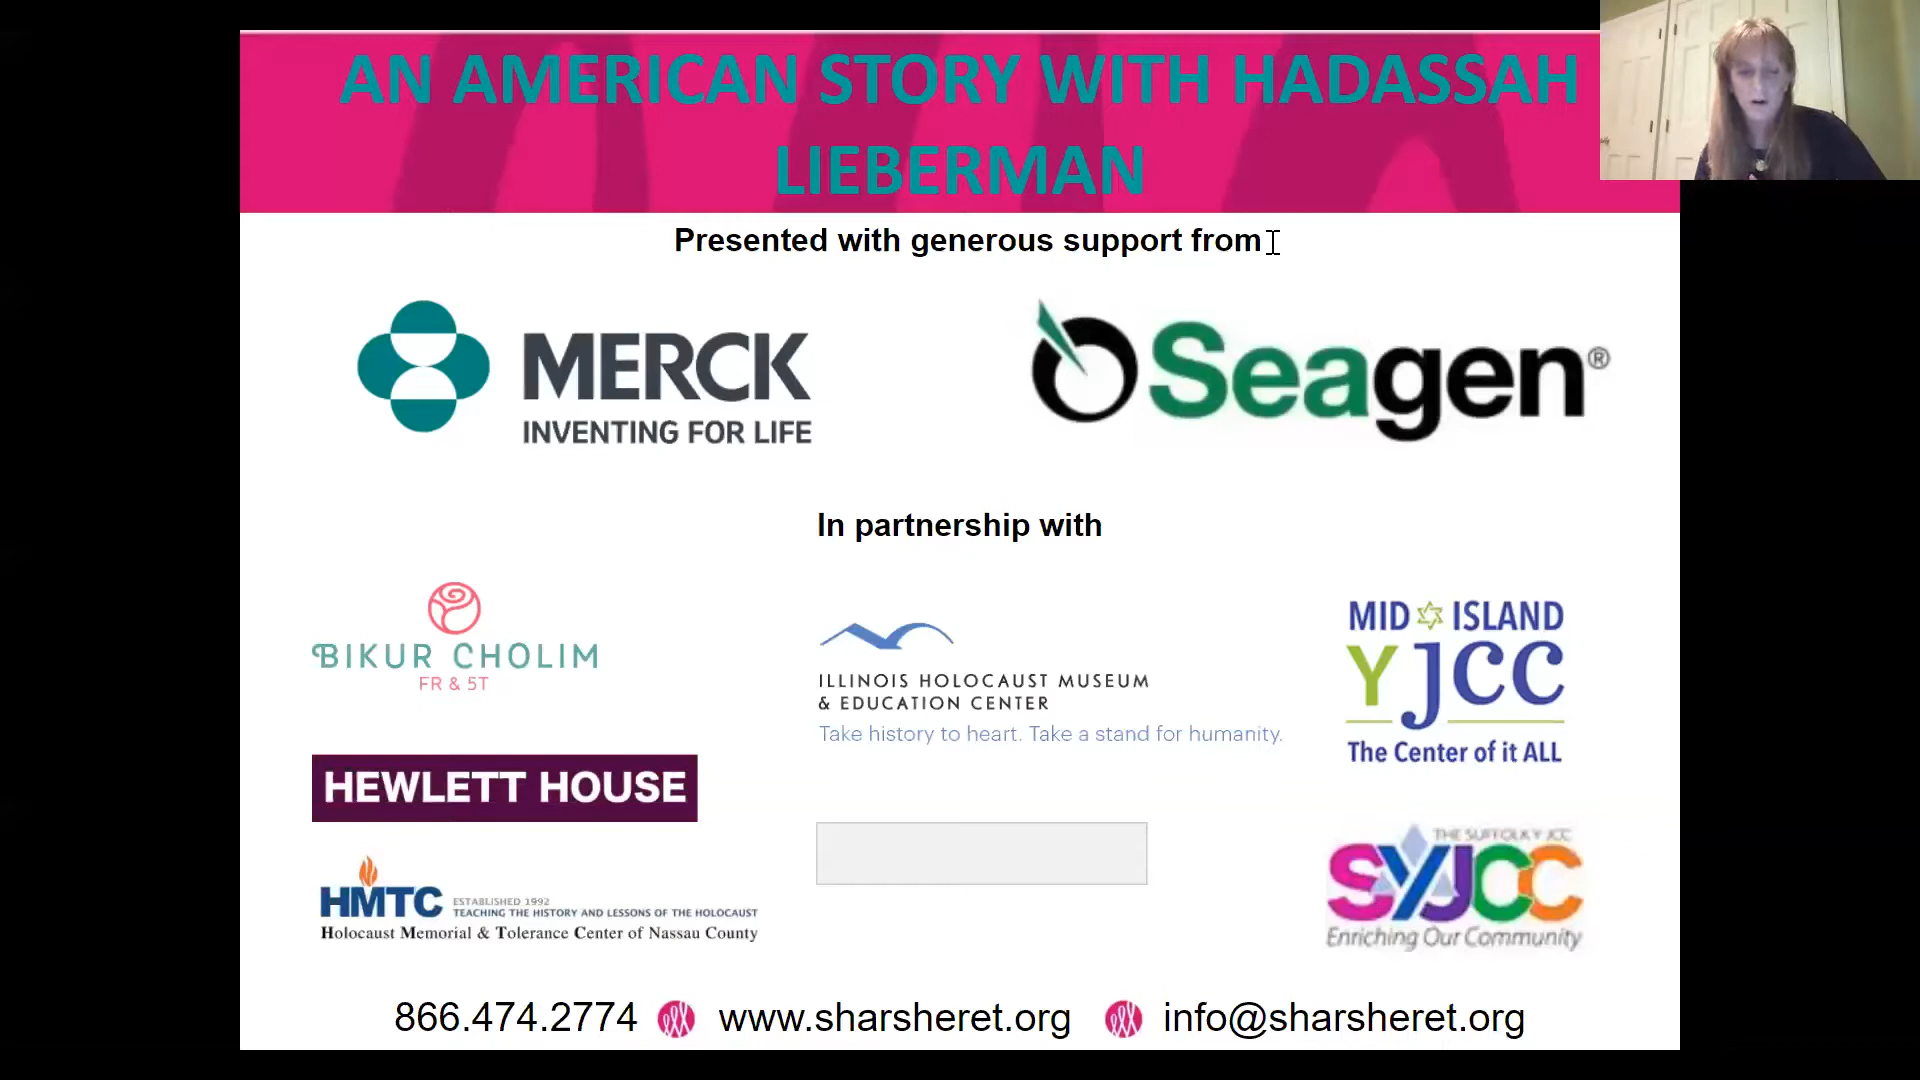 AN AMERICAN STORY WITH HADASSAH
LIEBERMAN
Presented with generous support from
MERCK
INVENTING FOR LIFE
Seagen®
In partnership with
BIKUR CHOLIM
FR & 5T
ILLINOIS HOLOCAUST MUSEUM
& EDUCATION CENTER
Take history to heart. Take a stand for humanity.
MID ISLAND
Y JCC
The Center of it ALL
HEWLETT HOUSE
HMTC
ESTABLISHED 1992
TEACHING THE HISTORY AND LESSONS OF THE HOLOCAUST
Holocaust Memorial & Tolerance Center of Nassau County
THE SUFFOLK Y JCC
SYJCC
Enriching Our Community
866.474.2774 www.sharsheret.org info@sharsheret.org